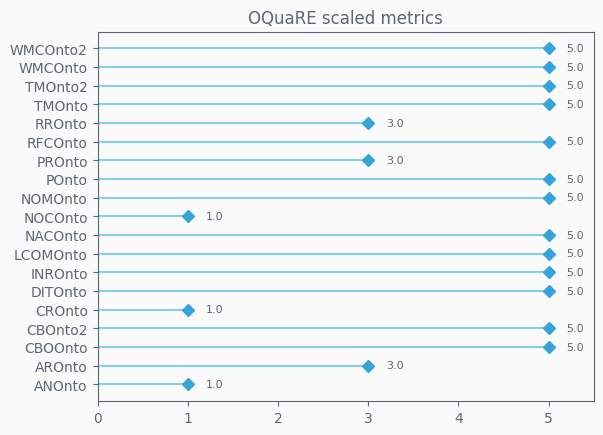 OQuaRE scaled metrics
WMCOnto2 5.0
WMCOnto 5.0
TMOnto2 5.0
TMOnto 5.0
RROnto 3.0
RFCOnto 5.0
PROnto 3.0
POnto 5.0
NOMOnto 5.0
NOCOnto 1.0
NACOnto 5.0
LCOMOnto 5.0
INROnto 5.0
DITOnto 5.0
CROnto 1.0
CBOnto2 5.0
CBOOnto 5.0
AROnto 3.0
ANOnto 1.0
0 1 2 3 4 5